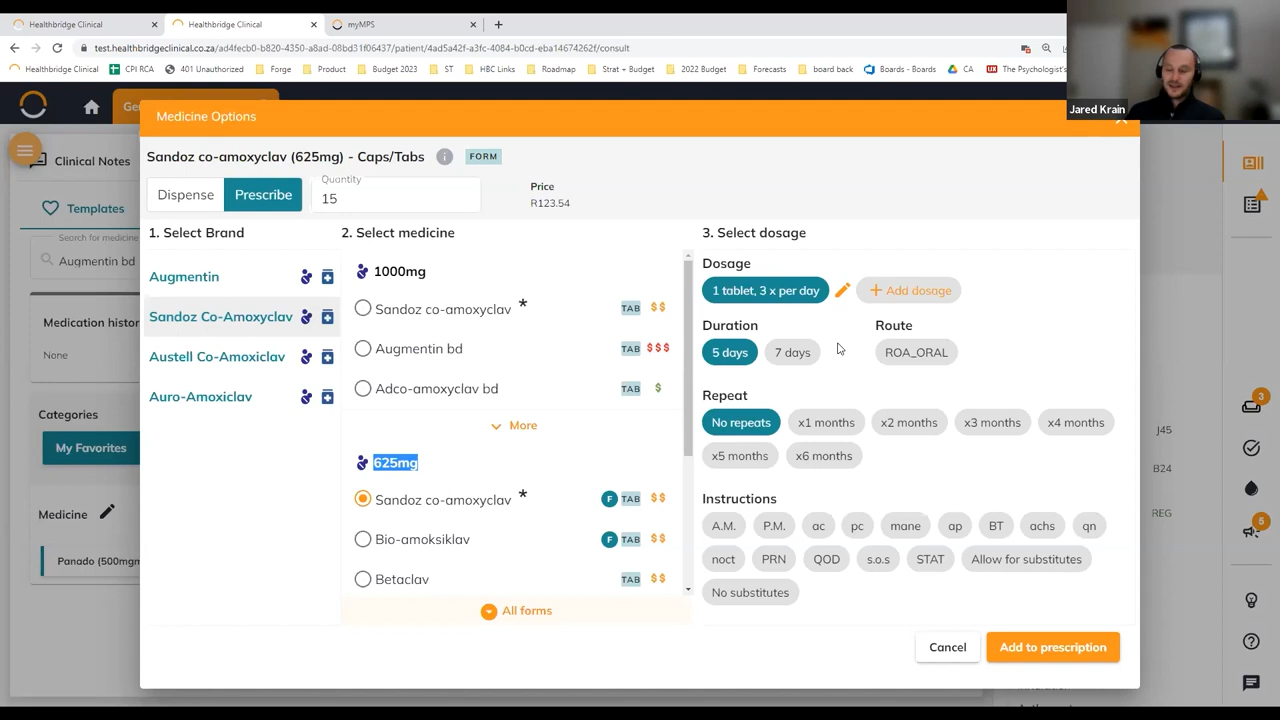 Healthbridge Clinical
Healthbridge Clinical
myMPS
test.healthbridgeclinical.co.za/ad4fecb0-b820-4350-a8ad-08bd31f06437/patient/4ad5a42f-a3fc-4084-b0cd-eba14674262f/consult
Healthbridge Clinical
CPI RCA
401 Unauthorized
Forge
Product
Budget 2023
ST
HBC Links
Roadmap
Strat + Budget
2022 Budget
Forecasts
board back
Boards - Boards
CA
UX
The Psychologist's
Jared Krain
Ge
Medicine Options
Sandoz co-amoxyclav (625mg) - Caps/Tabs
FORM
Dispense
Prescribe
Quantity
15
Price
R123.54
Clinical Notes
Templates
Search for medicine
Augmentin bd
Medication histor
None
Categories
My Favorites
Medicine
Panado (500mgm
1. Select Brand
Augmentin
Sandoz Co-Amoxyclav
Austell Co-Amoxiclav
Auro-Amoxiclav
2. Select medicine
1000mg
Sandoz co-amoxyclav * TAB $$
Augmentin bd TAB $$$
Adco-amoxyclav bd TAB $
More
625mg
Sandoz co-amoxyclav * F TAB $$
Bio-amoksiklav F TAB $$
Betaclav TAB $$
All forms
3. Select dosage
Dosage
1 tablet, 3 x per day
+ Add dosage
Duration
5 days
7 days
Route
ROA_ORAL
Repeat
No repeats
x1 months
x2 months
x3 months
x4 months
x5 months
x6 months
Instructions
A.M.
P.M.
ac
pc
mane
ap
BT
achs
qn
noct
PRN
QOD
s.o.s
STAT
Allow for substitutes
No substitutes
Cancel
Add to prescription
J45
B24
REG
3
5